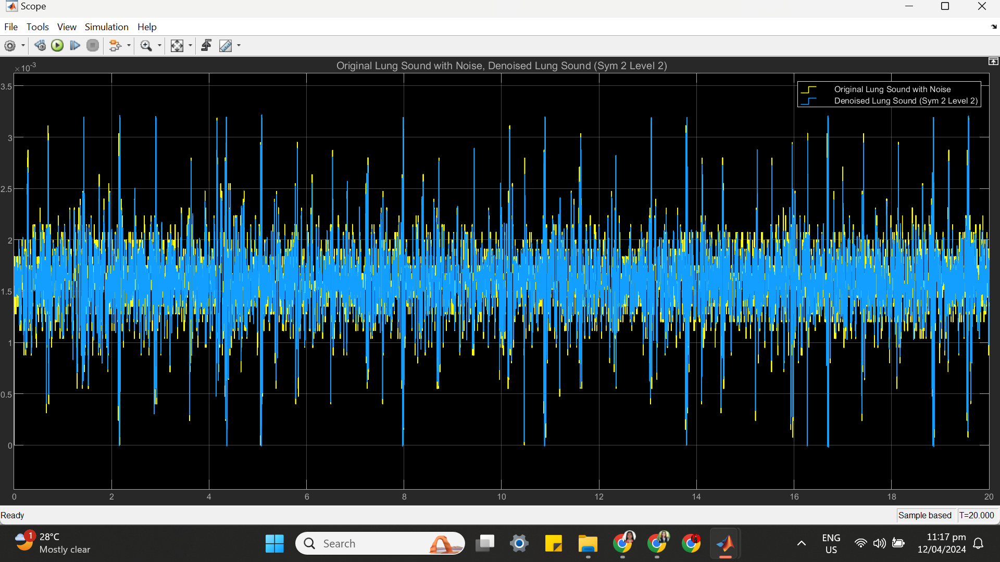 Scope
File Tools View Simulation Help
×10-3
Original Lung Sound with Noise, Denoised Lung Sound (Sym 2 Level 2)
Original Lung Sound with Noise
Denoised Lung Sound (Sym 2 Level 2)
3.5
3
2.5
2
1.5
1
0.5
0
0 2 4 6 8 10 12 14 16 18 20
Ready
Sample based T=20.000
1
28°C
Mostly clear
Search
ENG
US
11:17 pm
12/04/2024